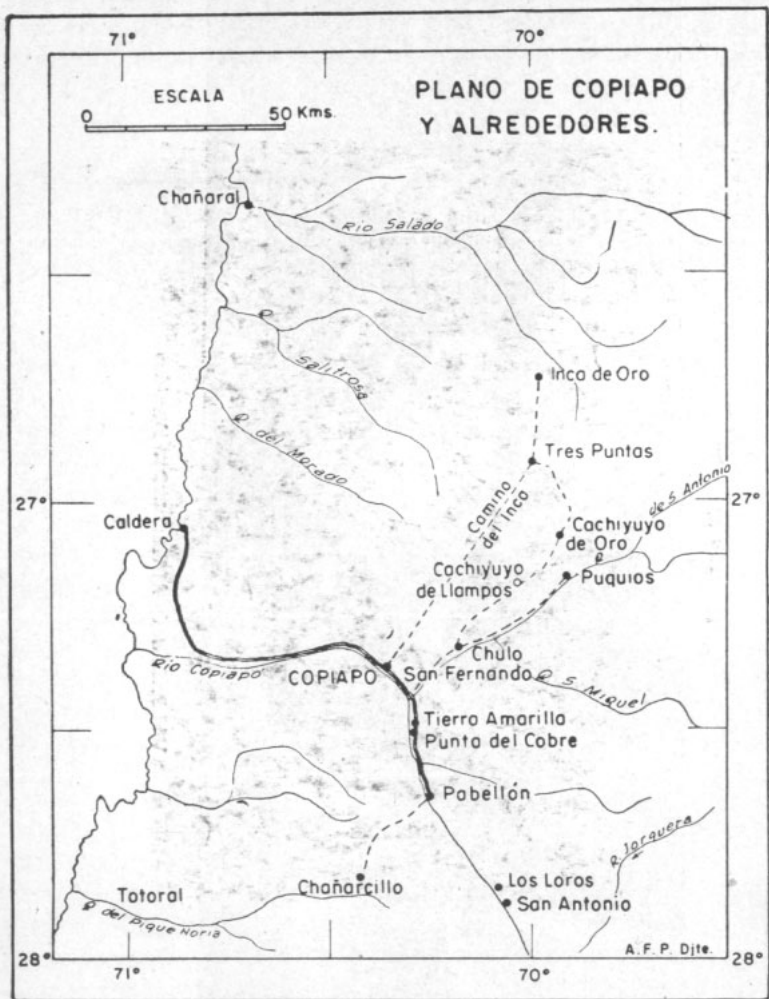 71°
70°
ESCALA
0
50 Kms.
PLANO DE COPIAPO
Y ALREDEDORES.
Chañaral
Rio Salado
Q.
Salitrosa
Inca de Oro
Q. del Morado
Tres Puntas
27°
27°
de S. Antonio
Camino
del Inca
Caldera
Cachiyuyo
de Oro
Q.
Cachiyuyo
de Llampos
Puquios
Chulo
COPIAPO
San Fernando
Rio Copiapo
Q. S. Miguel
Tierra Amarilla
Punta del Cobre
Pabellón
R. Jorquera
Los Loros
Chañarcillo
San Antonio
Totoral
Q. del Pique Noria
A.F.P. Djte.
28°
28°
71°
70°